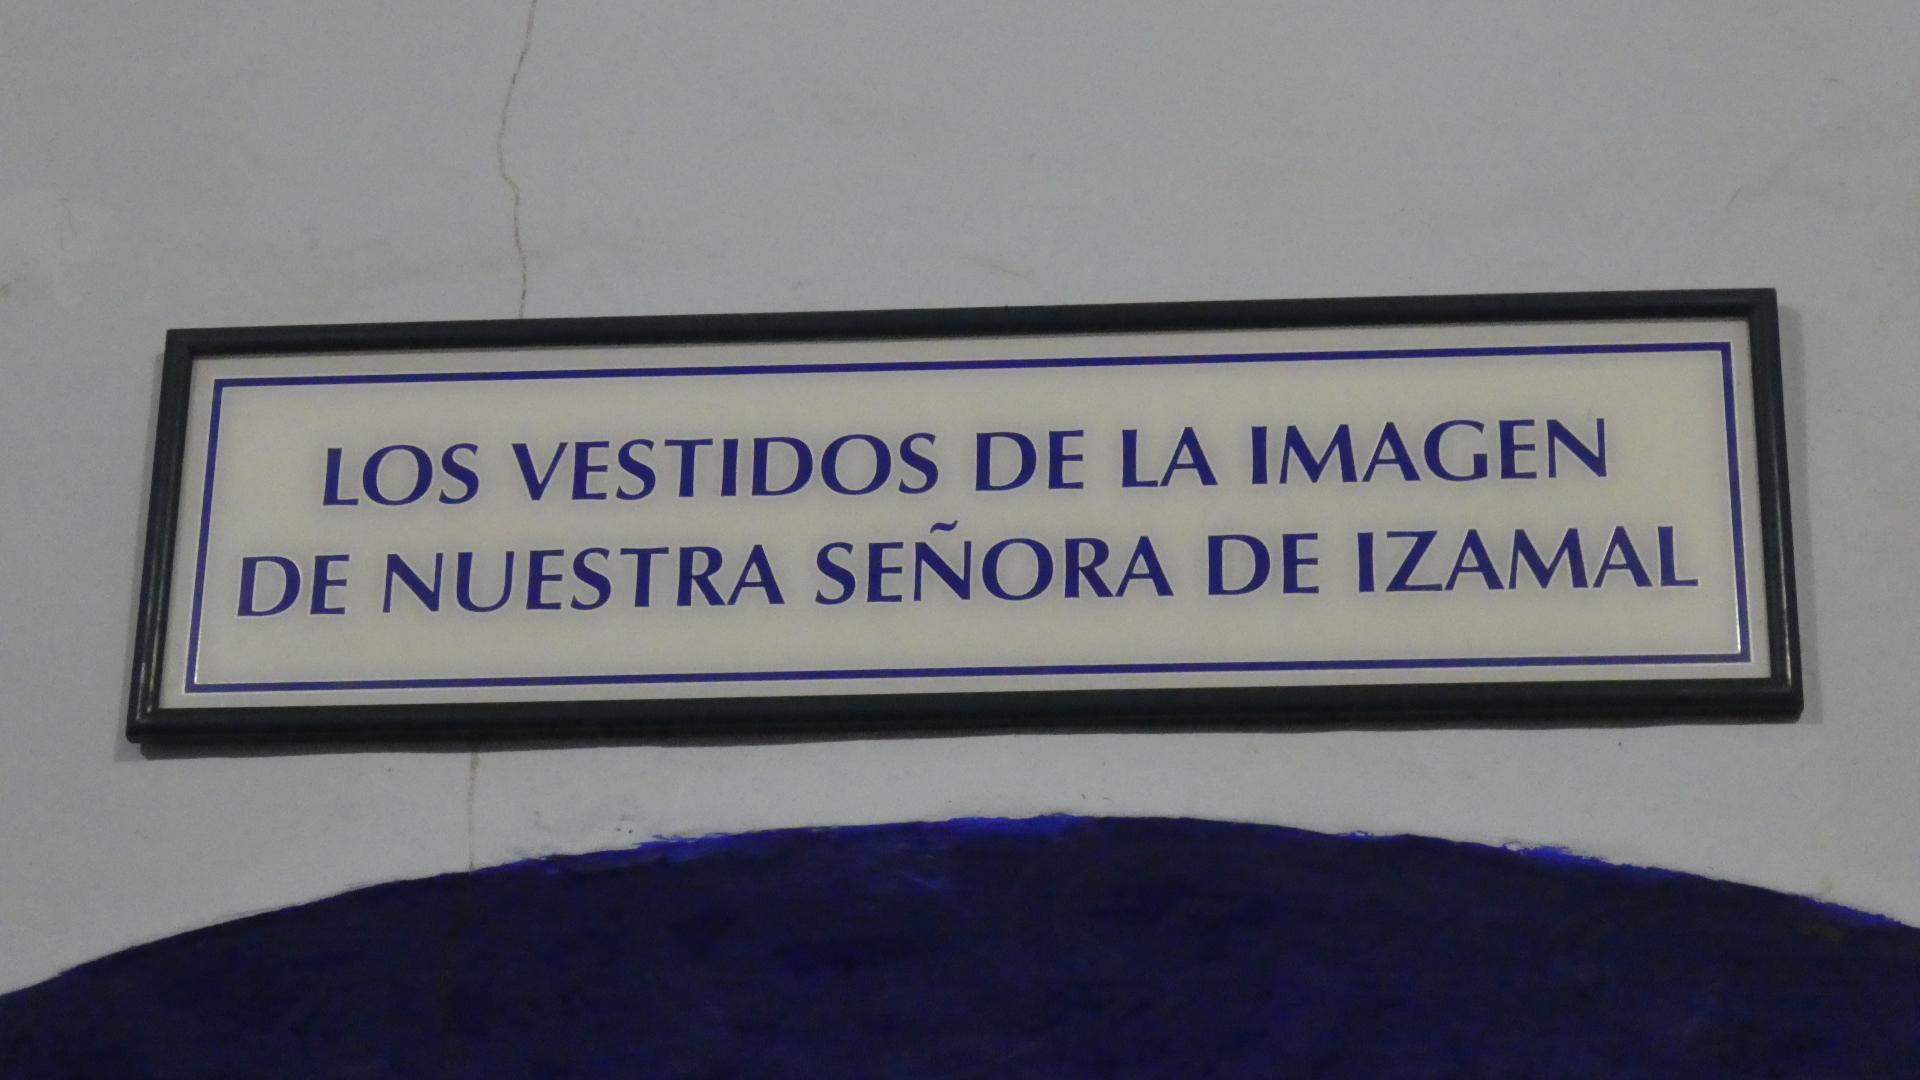 LOS VESTIDOS DE LA IMAGEN
DE NUESTRA SEÑORA DE IZAMAL